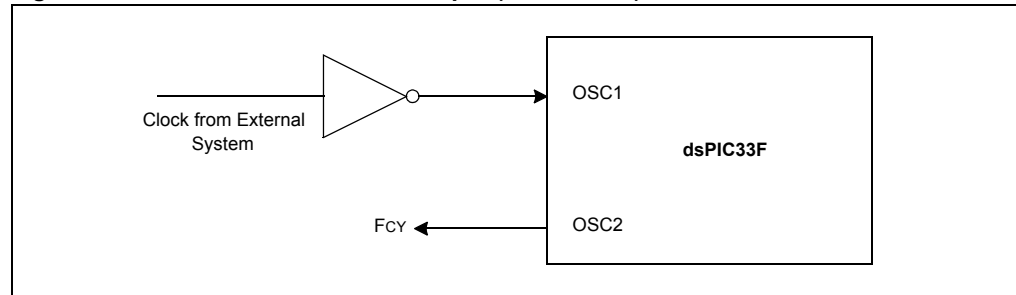 Clock from External
System
OSC1
dsPIC33F
FCY
OSC2